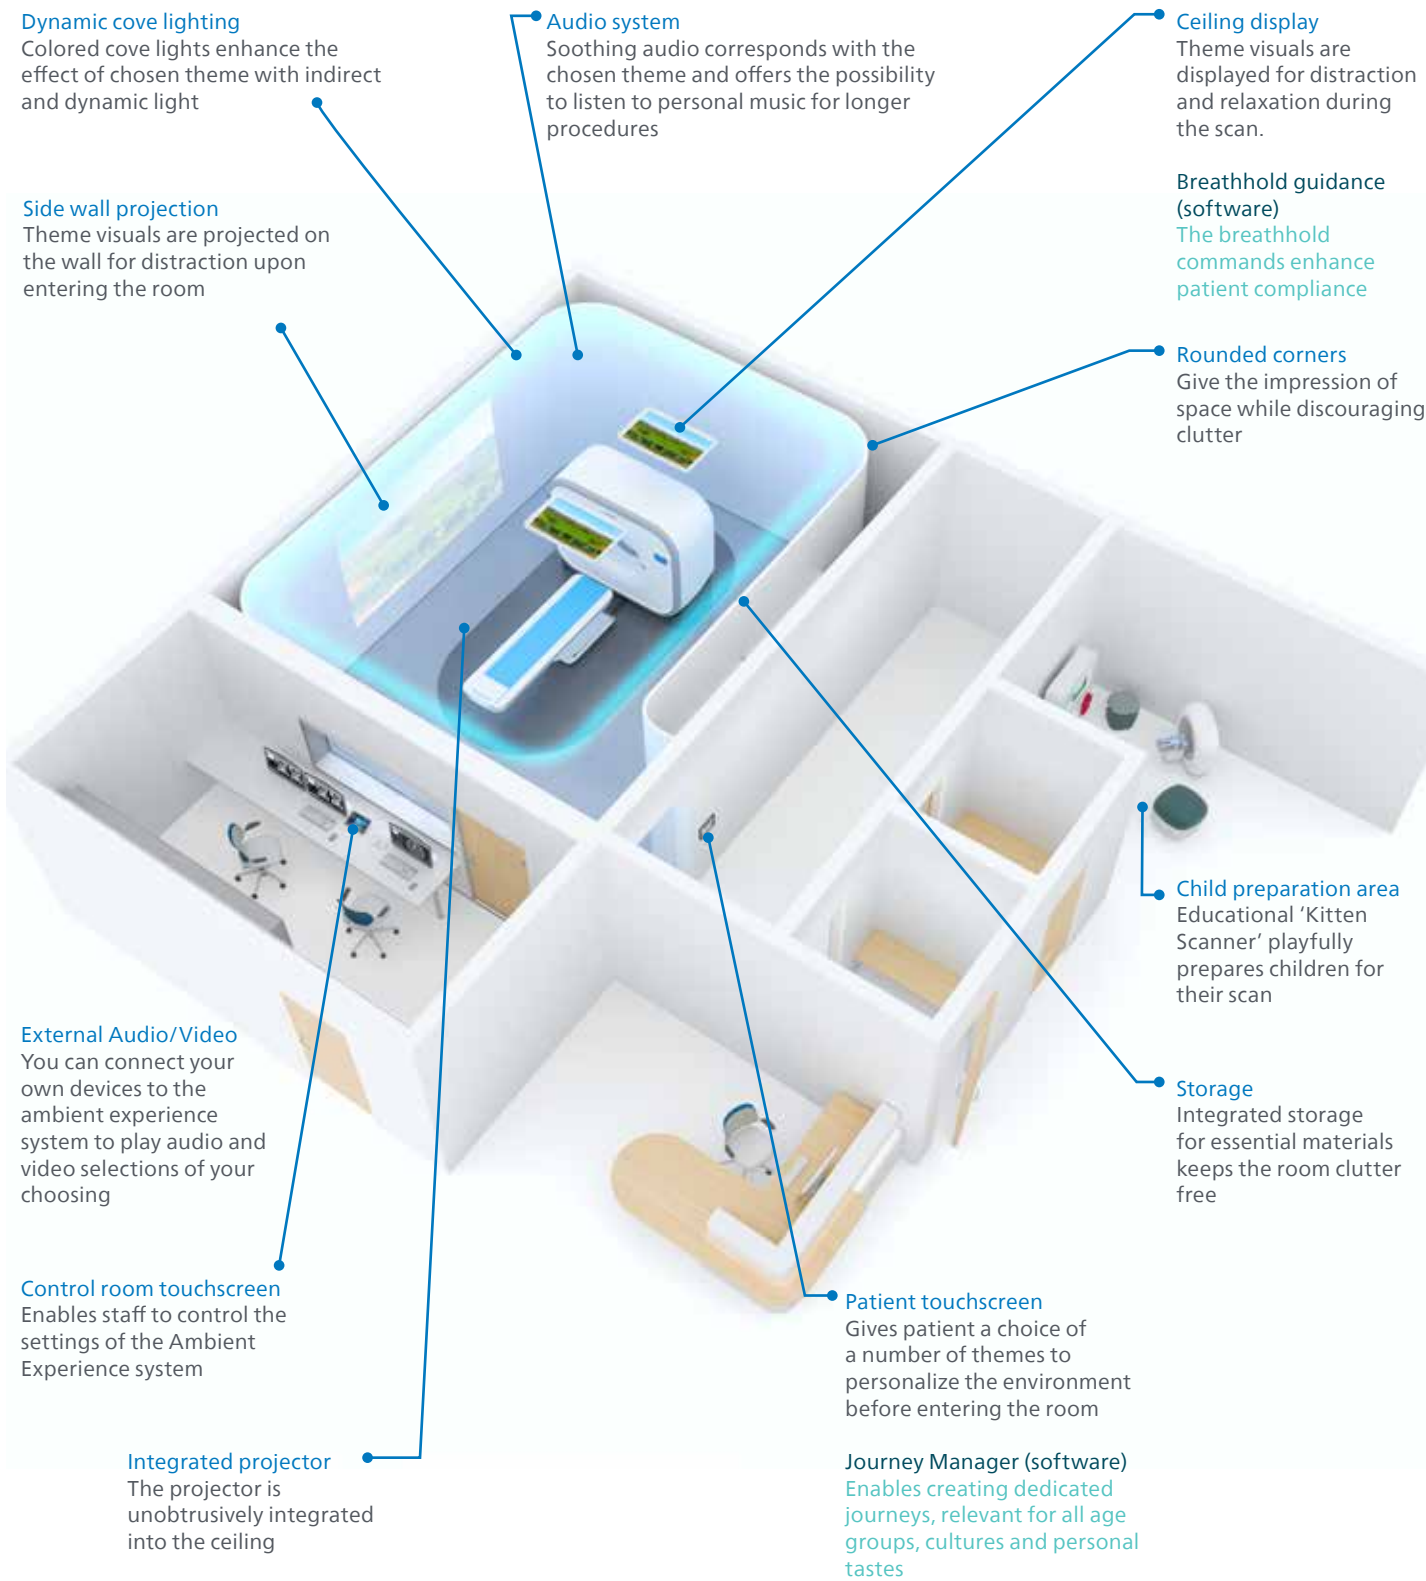 Dynamic cove lighting
Colored cove lights enhance the
effect of chosen theme with indirect
and dynamic light
Audio system
Soothing audio corresponds with the
chosen theme and offers the possibility
to listen to personal music for longer
procedures
Ceiling display
Theme visuals are
displayed for distraction
and relaxation during
the scan.
Breathhold guidance
(software)
The breathhold
commands enhance
patient compliance
Side wall projection
Theme visuals are projected on
the wall for distraction upon
entering the room
Rounded corners
Give the impression of
space while discouraging
clutter
Child preparation area
Educational ‘Kitten
Scanner’ playfully
prepares children for
their scan
External Audio/Video
You can connect your
own devices to the
ambient experience
system to play audio and
video selections of your
choosing
Storage
Integrated storage
for essential materials
keeps the room clutter
free
Control room touchscreen
Enables staff to control the
settings of the Ambient
Experience system
Patient touchscreen
Gives patient a choice of
a number of themes to
personalize the environment
before entering the room
Integrated projector
The projector is
unobtrusively integrated
into the ceiling
Journey Manager (software)
Enables creating dedicated
journeys, relevant for all age
groups, cultures and personal
tastes